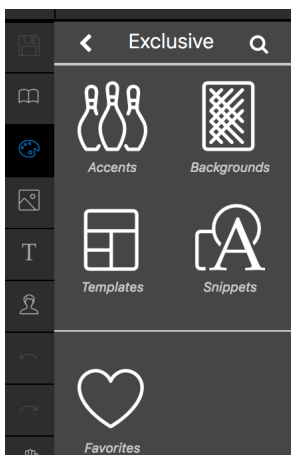 Exclusive
Accents
Backgrounds
T
Templates
Snippets
Favorites